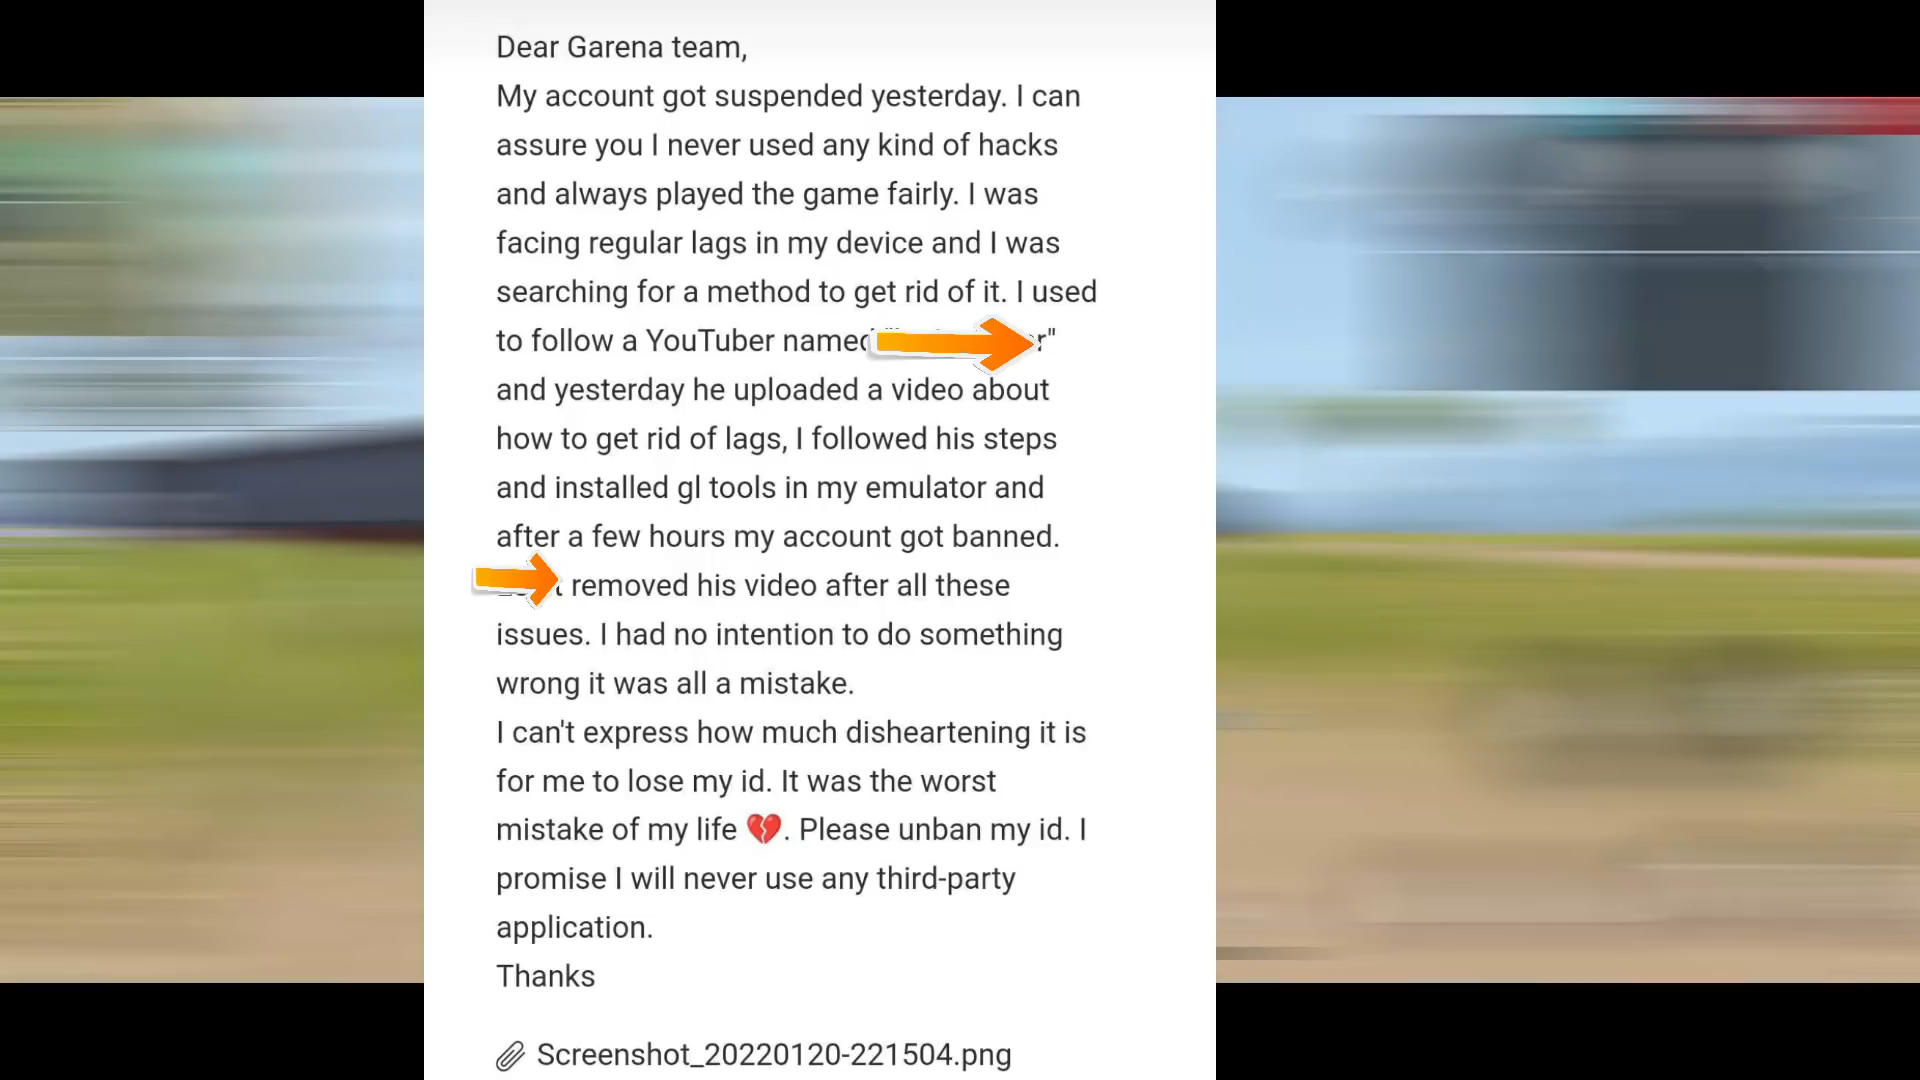 Dear Garena team,
My account got suspended yesterday. I can
assure you I never used any kind of hacks
and always played the game fairly. I was
facing regular lags in my device and I was
searching for a method to get rid of it. I used
to follow a YouTuber named
and yesterday he uploaded a video about
how to get rid of lags, I followed his steps
and installed gl tools in my emulator and
after a few hours my account got banned.
removed his video after all these
issues. I had no intention to do something
wrong it was all a mistake.
I can't express how much disheartening it is
for me to lose my id. It was the worst
mistake of my life 💔. Please unban my id. I
promise I will never use any third-party
application.
Thanks
Screenshot_20220120-221504.png